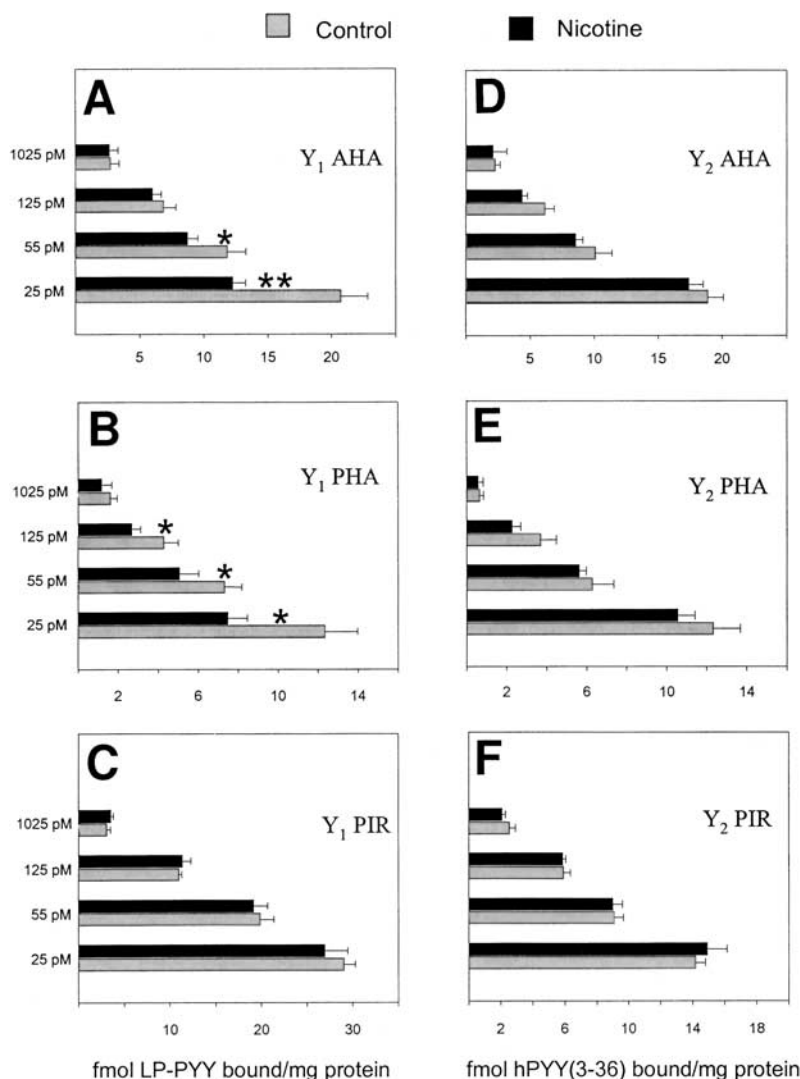 Control
Nicotine
A
Y1 AHA
1025 pM
125 pM
55 pM
*
25 pM
**
5 10 15 20
D
Y2 AHA
5 10 15 20
B
Y1 PHA
1025 pM
125 pM
*
55 pM
*
25 pM
*
2 6 10 14
E
Y2 PHA
2 6 10 14
C
Y1 PIR
1025 pM
125 pM
55 pM
25 pM
10 20 30
fmol LP-PYY bound/mg protein
F
Y2 PIR
2 6 10 14 18
fmol hPYY(3-36) bound/mg protein